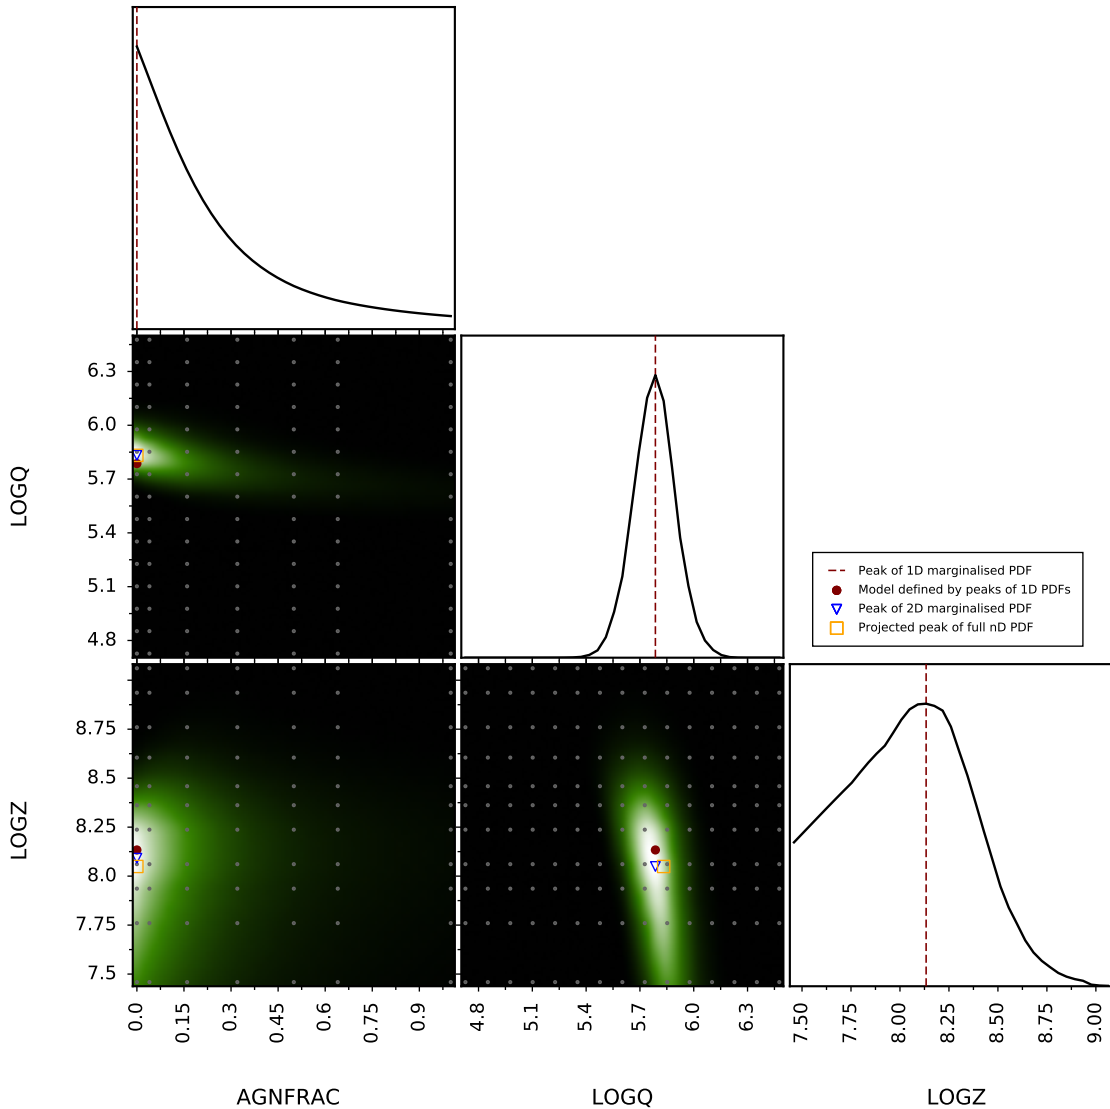 6.3
6.0
5.7
5.4
5.1
4.8
LOGQ
Peak of 1D marginalised PDF
Model defined by peaks of 1D PDFs
Peak of 2D marginalised PDF
Projected peak of full nD PDF
8.75
8.5
8.25
8.0
7.75
7.5
LOGZ
0.0 0.15 0.3 0.45 0.6 0.75 0.9
4.8 5.1 5.4 5.7 6.0 6.3
7.50 7.75 8.00 8.25 8.50 8.75 9.00
AGNFRAC
LOGQ
LOGZ